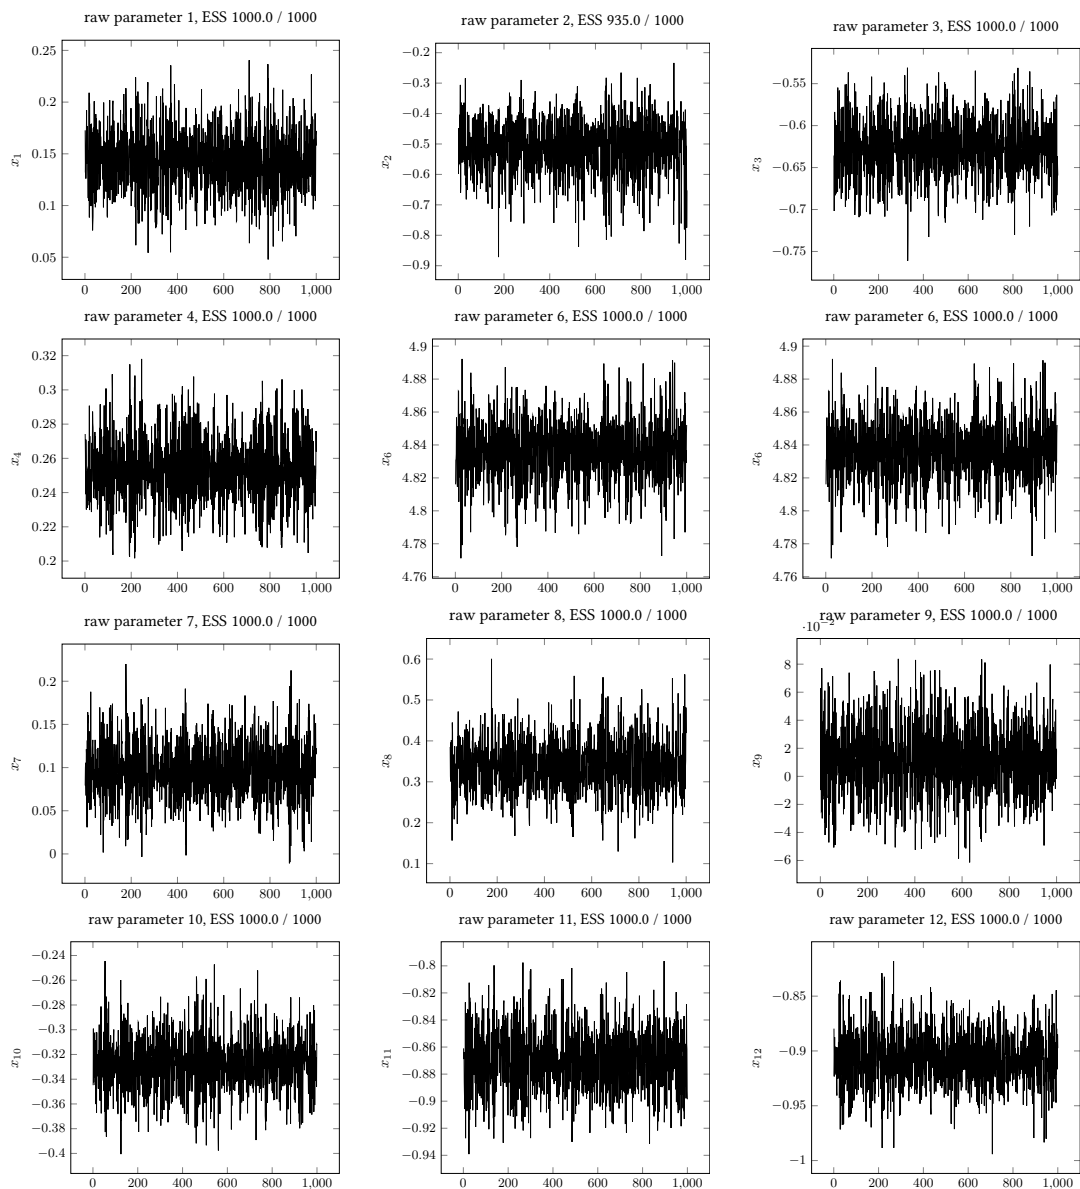 raw parameter 1, ESS 1000.0 / 1000
0.25
0.2
0.15
0.1
0.05
x1
0 200 400 600 800 1,000
raw parameter 2, ESS 935.0 / 1000
−0.2
−0.3
−0.4
−0.5
−0.6
−0.7
−0.8
−0.9
x2
0 200 400 600 800 1,000
raw parameter 3, ESS 1000.0 / 1000
−0.55
−0.6
−0.65
−0.7
−0.75
x3
0 200 400 600 800 1,000
raw parameter 4, ESS 1000.0 / 1000
0.32
0.3
0.28
0.26
0.24
0.22
0.2
x4
0 200 400 600 800 1,000
raw parameter 6, ESS 1000.0 / 1000
4.9
4.88
4.86
4.84
4.82
4.8
4.78
4.76
x6
0 200 400 600 800 1,000
raw parameter 6, ESS 1000.0 / 1000
4.9
4.88
4.86
4.84
4.82
4.8
4.78
4.76
x6
0 200 400 600 800 1,000
raw parameter 7, ESS 1000.0 / 1000
0.2
0.15
0.1
0.05
0
x7
0 200 400 600 800 1,000
raw parameter 8, ESS 1000.0 / 1000
0.6
0.5
0.4
0.3
0.2
0.1
x8
0 200 400 600 800 1,000
raw parameter 9, ESS 1000.0 / 1000
·10−2
8
6
4
2
0
−2
−4
−6
x9
0 200 400 600 800 1,000
raw parameter 10, ESS 1000.0 / 1000
−0.24
−0.26
−0.28
−0.3
−0.32
−0.34
−0.36
−0.38
−0.4
x10
0 200 400 600 800 1,000
raw parameter 11, ESS 1000.0 / 1000
−0.8
−0.82
−0.84
−0.86
−0.88
−0.9
−0.92
−0.94
x11
0 200 400 600 800 1,000
raw parameter 12, ESS 1000.0 / 1000
−0.85
−0.9
−0.95
−1
x12
0 200 400 600 800 1,000